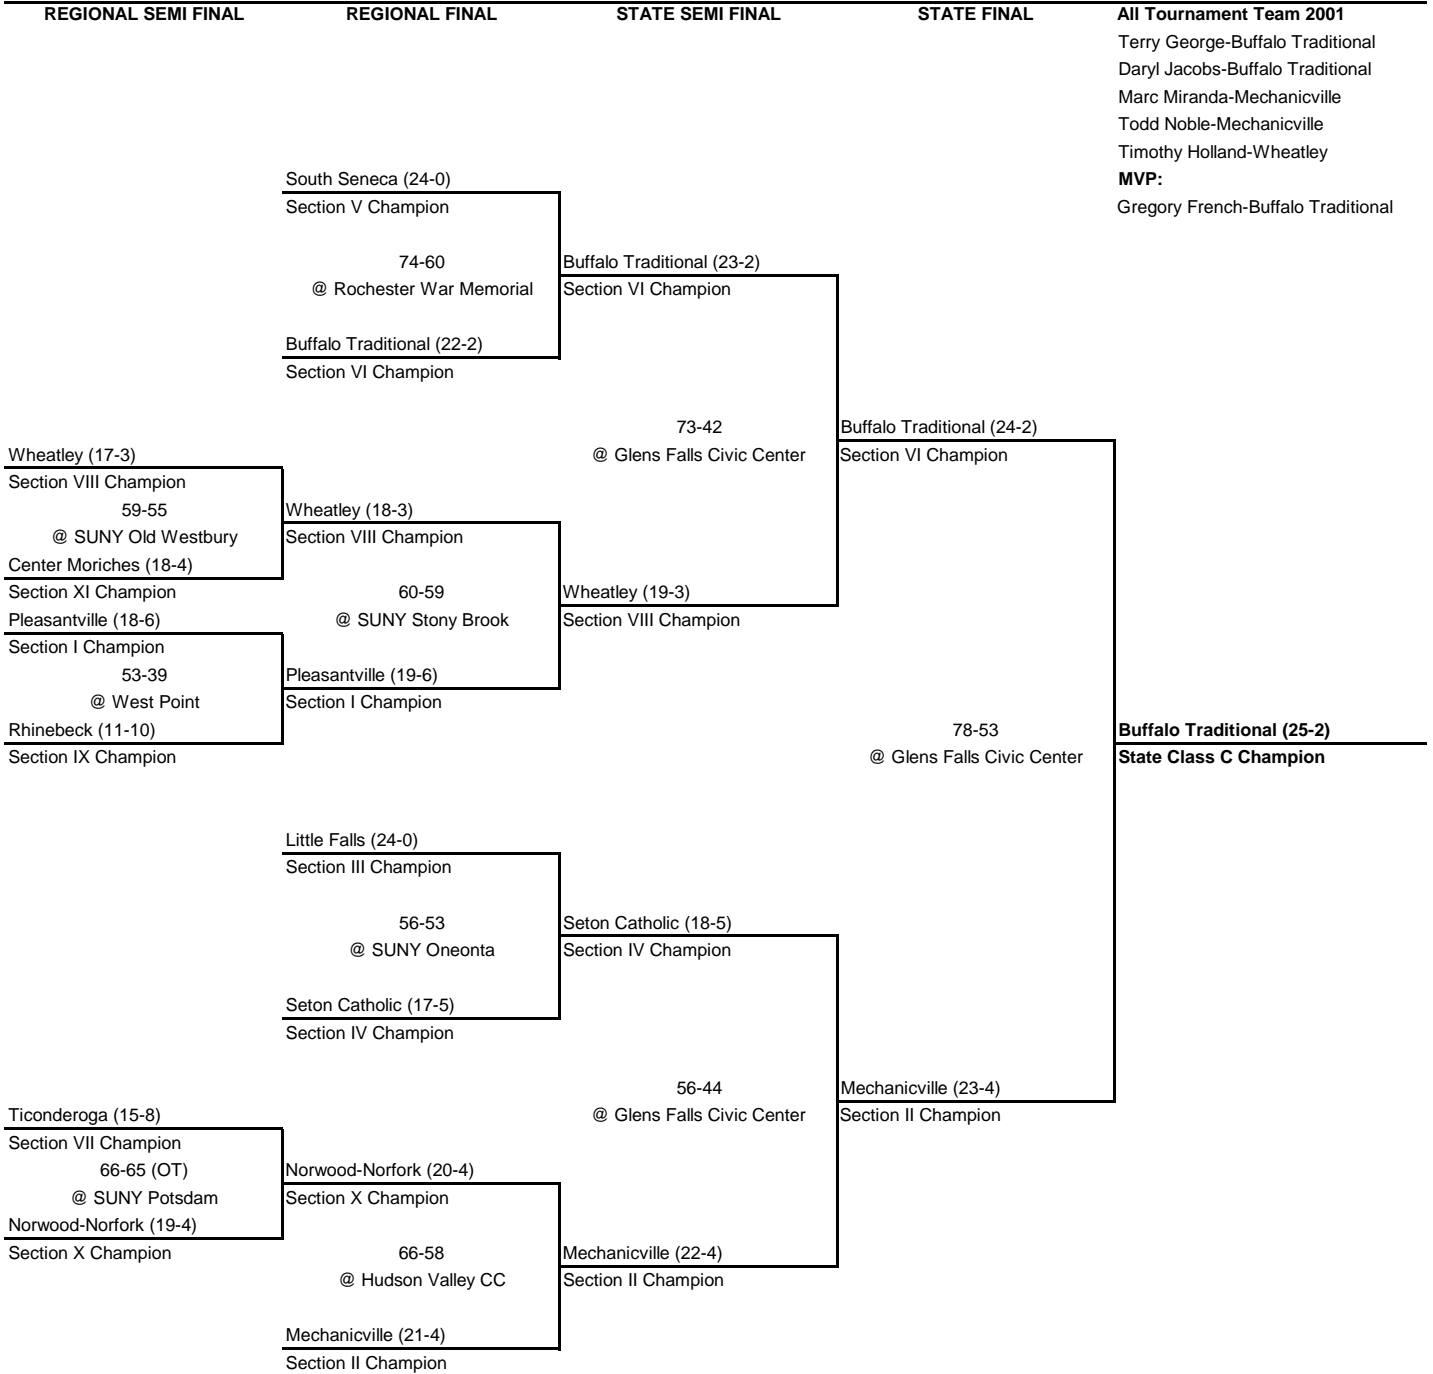 REGIONAL SEMI FINAL REGIONAL FINAL STATE SEMI FINAL STATE FINAL All Tournament Team 2001
Terry George-Buffalo Traditional
Daryl Jacobs-Buffalo Traditional
Marc Miranda-Mechanicville
Todd Noble-Mechanicville
Timothy Holland-Wheatley
South Seneca (24-0) MVP:
Section V Champion Gregory French-Buffalo Traditional
74-60 Buffalo Traditional (23-2)
@ Rochester War Memorial Section VI Champion
Buffalo Traditional (22-2)
Section VI Champion
73-42 Buffalo Traditional (24-2)
Wheatley (17-3) @ Glens Falls Civic Center Section VI Champion
Section VIII Champion
59-55 Wheatley (18-3)
@ SUNY Old Westbury Section VIII Champion
Center Moriches (18-4)
Section XI Champion 60-59 Wheatley (19-3)
Pleasantville (18-6) @ SUNY Stony Brook Section VIII Champion
Section I Champion
53-39 Pleasantville (19-6)
@ West Point Section I Champion
Rhinebeck (11-10) 78-53 Buffalo Traditional (25-2)
Section IX Champion @ Glens Falls Civic Center State Class C Champion
Little Falls (24-0)
Section III Champion
56-53 Seton Catholic (18-5)
@ SUNY Oneonta Section IV Champion
Seton Catholic (17-5)
Section IV Champion
56-44 Mechanicville (23-4)
Ticonderoga (15-8) @ Glens Falls Civic Center Section II Champion
Section VII Champion
66-65 (OT) Norwood-Norfork (20-4)
@ SUNY Potsdam Section X Champion
Norwood-Norfork (19-4)
Section X Champion 66-58 Mechanicville (22-4)
@ Hudson Valley CC Section II Champion
Mechanicville (21-4)
Section II Champion